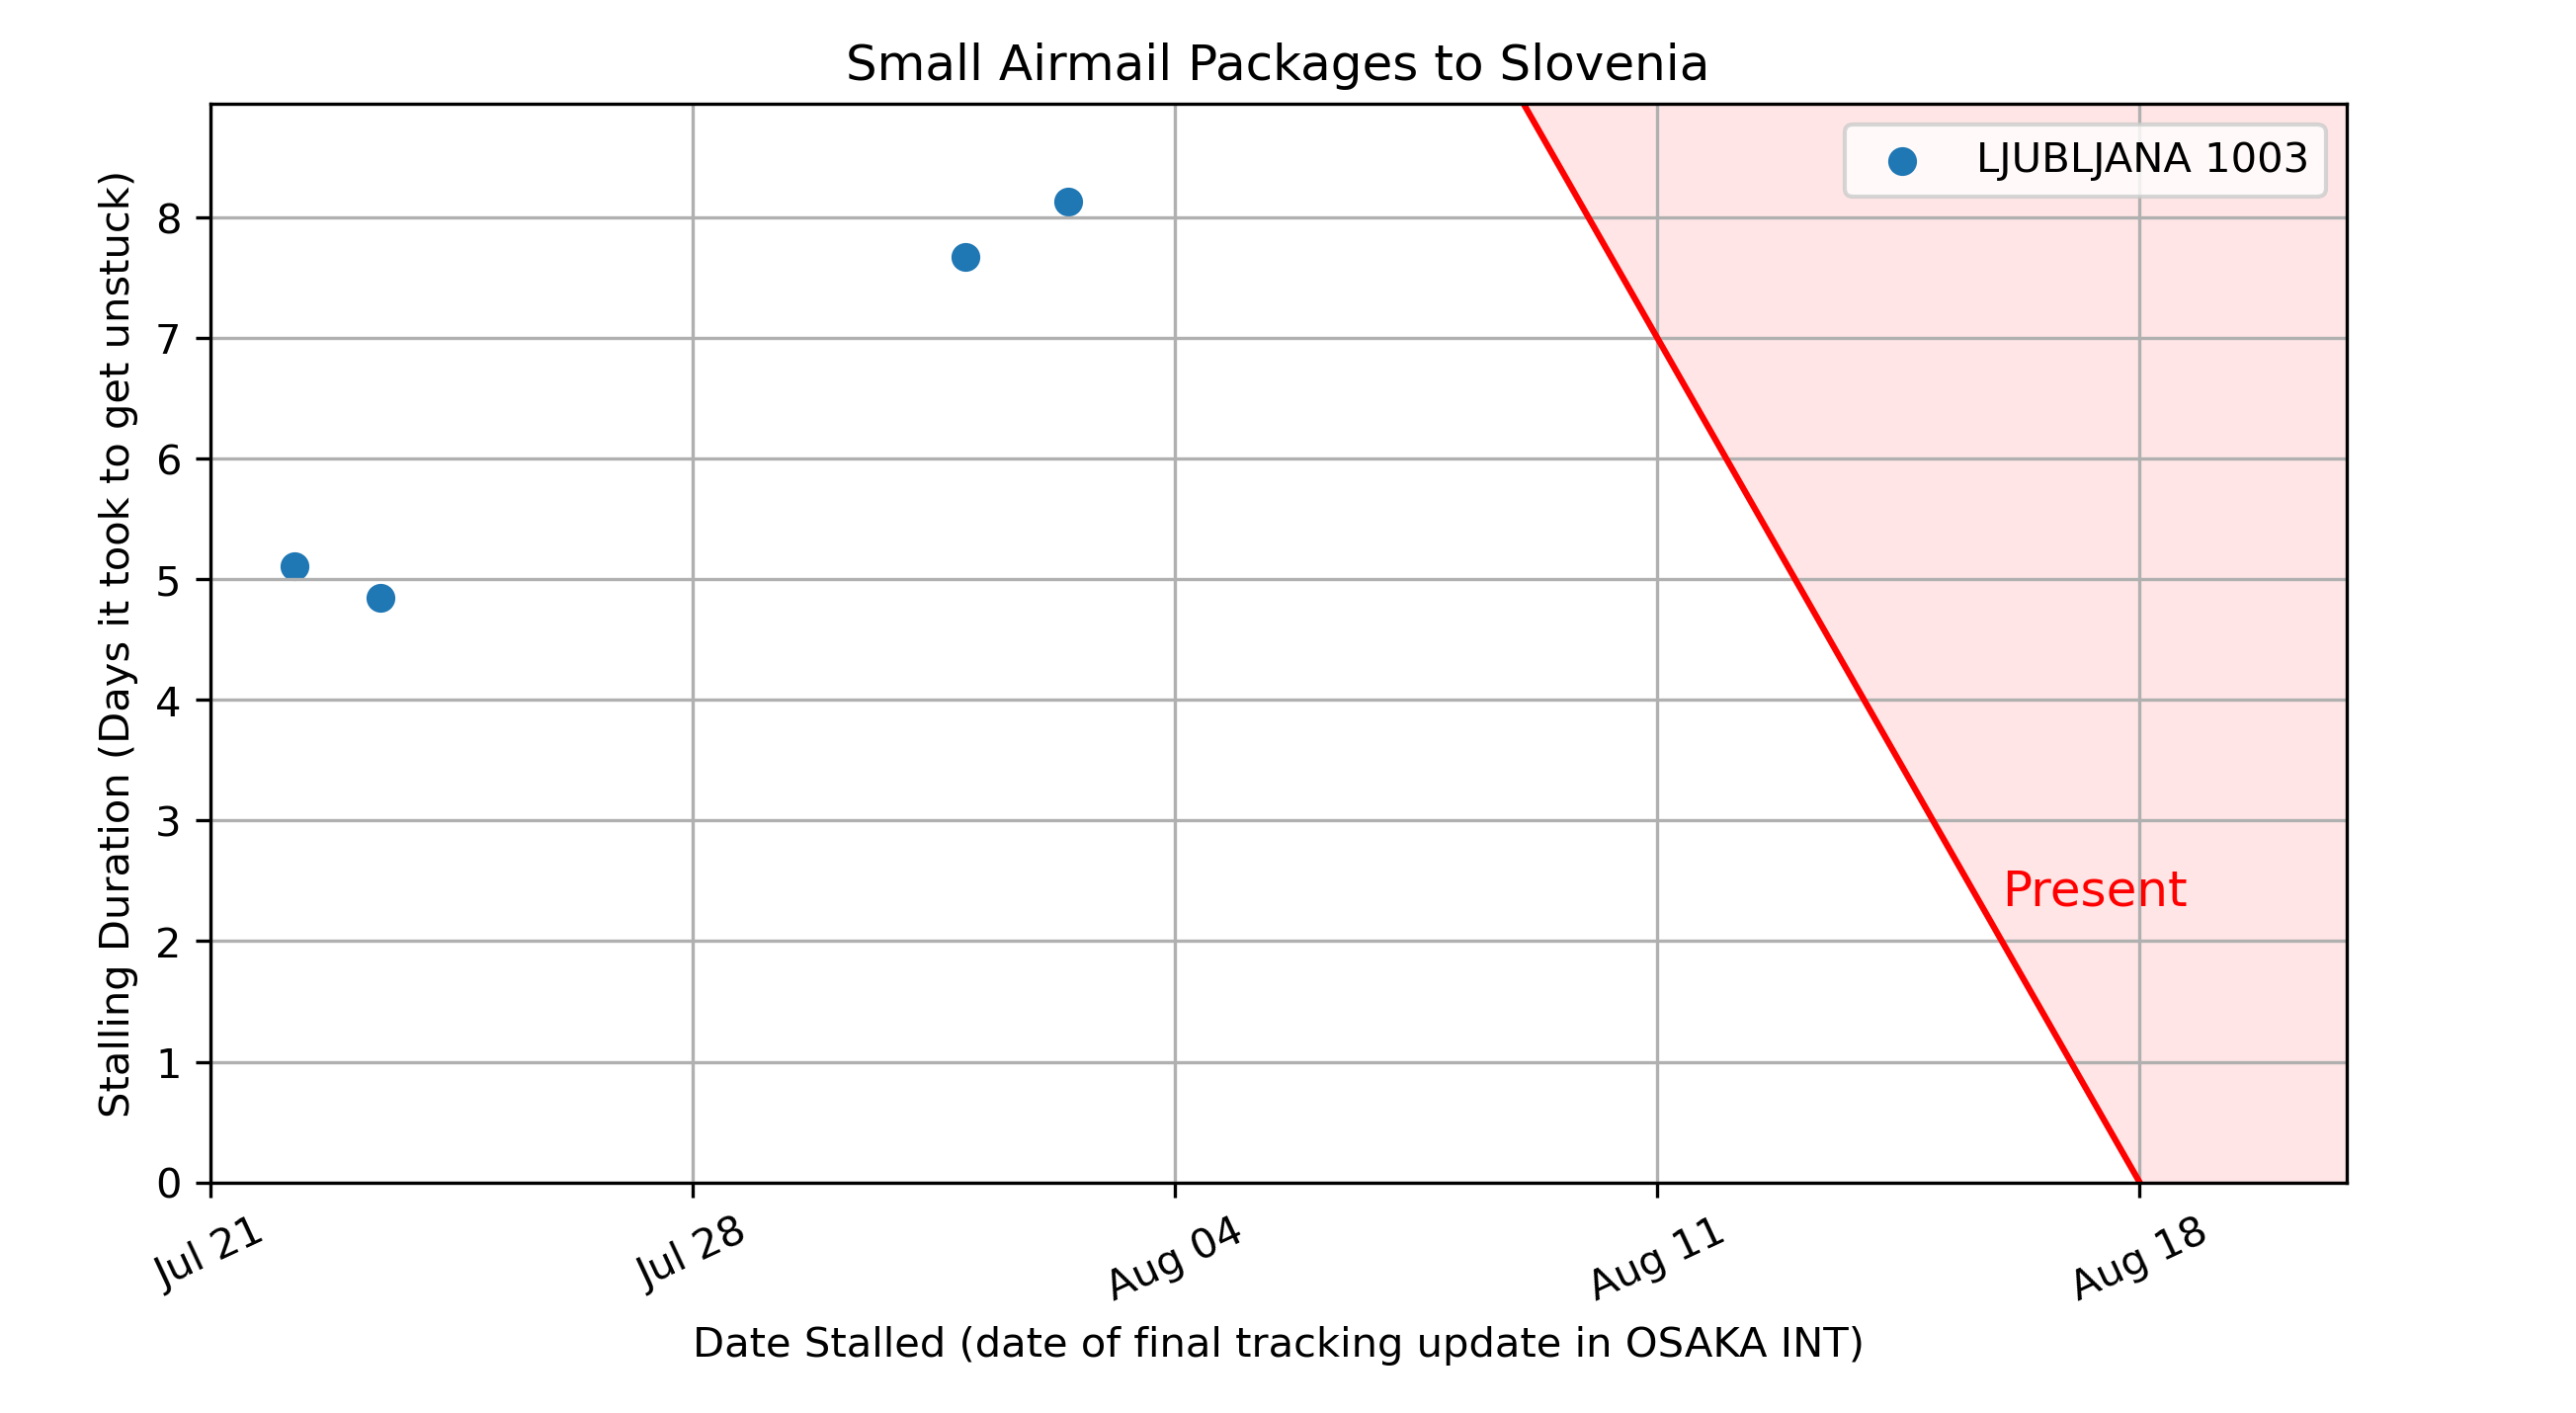 Small Airmail Packages to Slovenia
LJUBLJANA 1003
Stalling Duration (Days it took to get unstuck)
8
7
6
5
4
3
2
1
0
Present
Jul 21
Jul 28
Aug 04
Aug 11
Aug 18
Date Stalled (date of final tracking update in OSAKA INT)